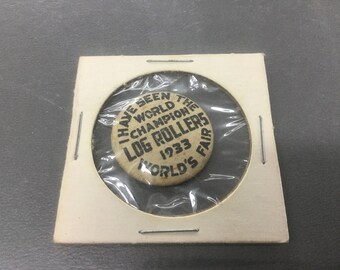 I HAVE SEEN THE
WORLD
CHAMPION
LOG ROLLERS
1933
WORLD'S FAIR